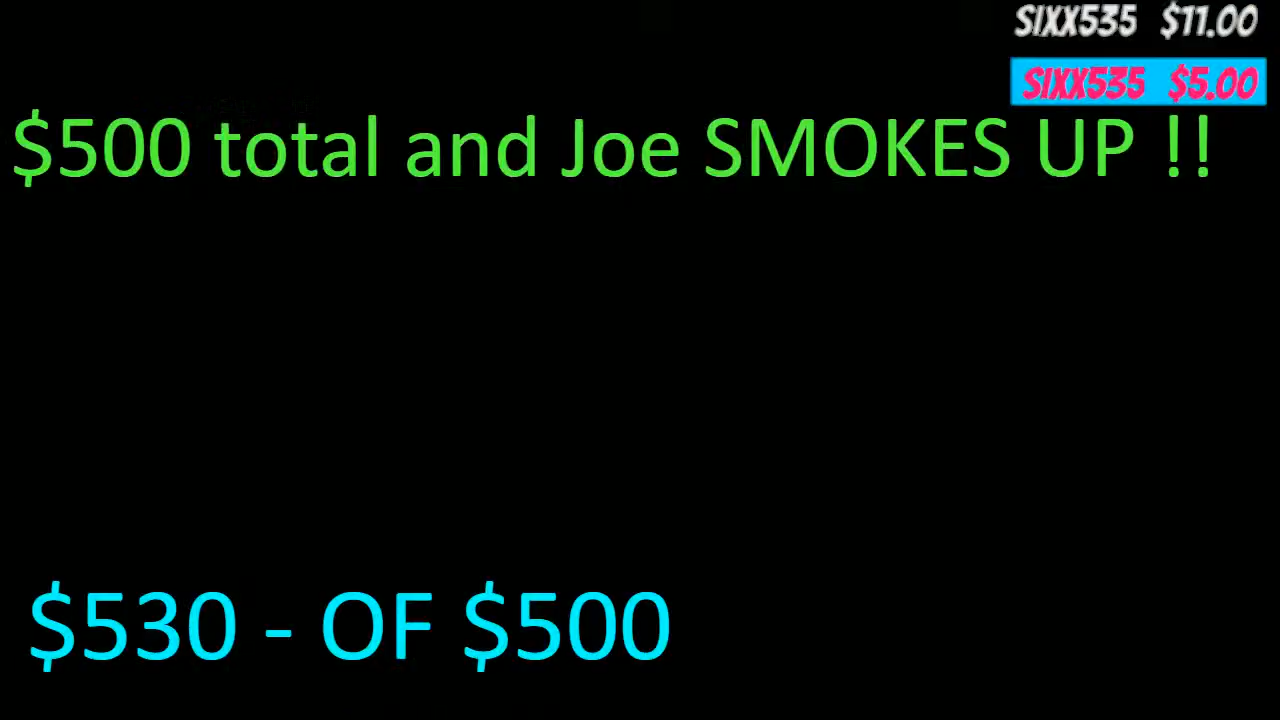 SIXX535 $11.00
SIXX535 $5.00
$500 total and Joe SMOKES UP !!
$530 - OF $500